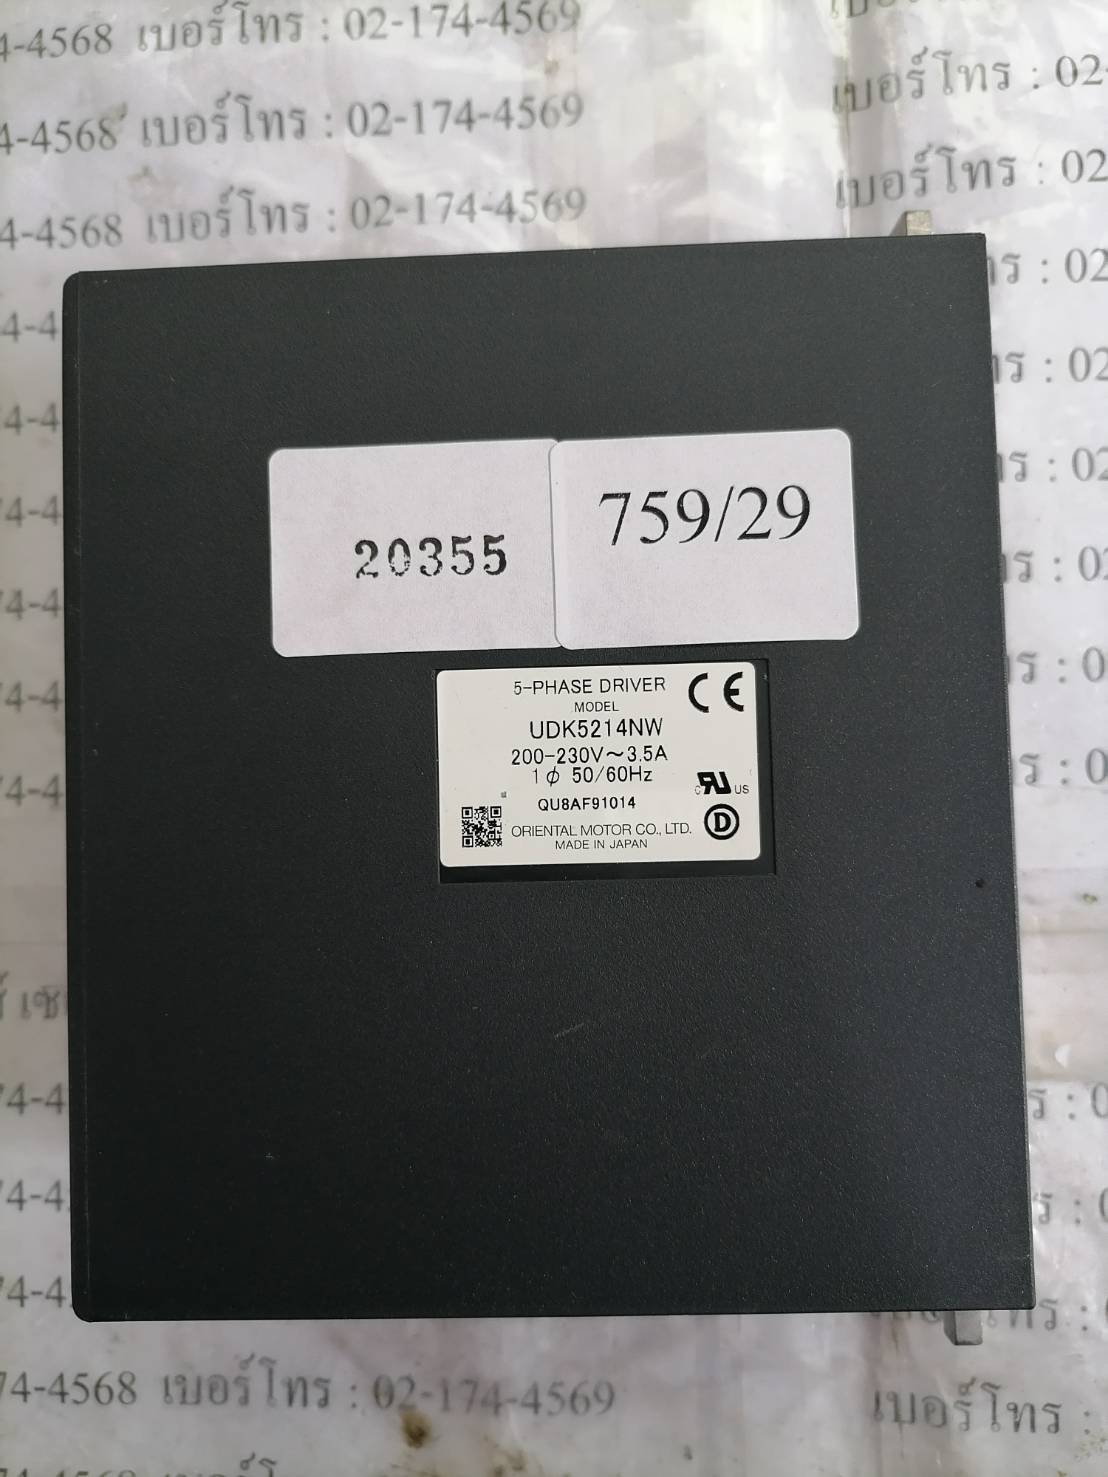 4-4568 เบอร์โทร : 02-174-4569
4-4568 เบอร์โทร : 02-174-4569
เบอร์โทร : 02-
4-4568 เบอร์โทร : 02-174-4569
เบอร์โทร : 02
20355
759/29
5-PHASE DRIVER
MODEL
UDK5214NW
200-230V～3.5A
1ϕ 50/60Hz
QU8AF91014
ORIENTAL MOTOR CO., LTD.
MADE IN JAPAN
CE
c RU US
D
74-4568 เบอร์โทร : 02-174-4569
เบอร์โทร :